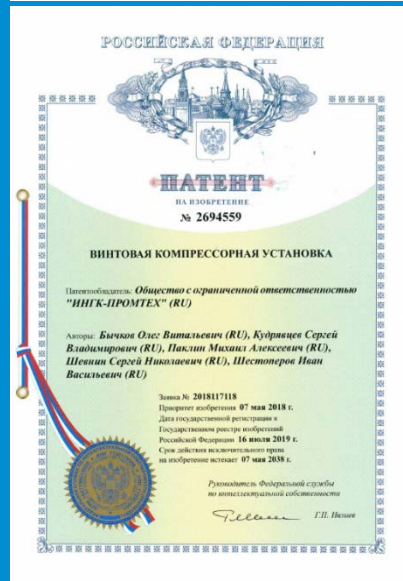 РОССИЙСКАЯ ФЕДЕРАЦИЯ
ПАТЕНТ
НА ИЗОБРЕТЕНИЕ
№ 2694559
ВИНТОВАЯ КОМПРЕССОРНАЯ УСТАНОВКА
Патентообладатель: Общество с ограниченной ответственностью
"ИНГК-ПРОМТЕХ" (RU)
Авторы: Бычков Олег Витальевич (RU), Кудрявцев Сергей
Владимирович (RU), Паклин Михаил Алексеевич (RU),
Шевнин Сергей Николаевич (RU), Шестоперов Иван
Васильевич (RU)
Заявка № 2018117118
Приоритет изобретения 07 мая 2018 г.
Дата государственной регистрации в
Государственном реестре изобретений
Российской Федерации 16 июля 2019 г.
Срок действия исключительного права
на изобретение истекает 07 мая 2038 г.
Руководитель Федеральной службы
по интеллектуальной собственности
Г.П. Ивлиев